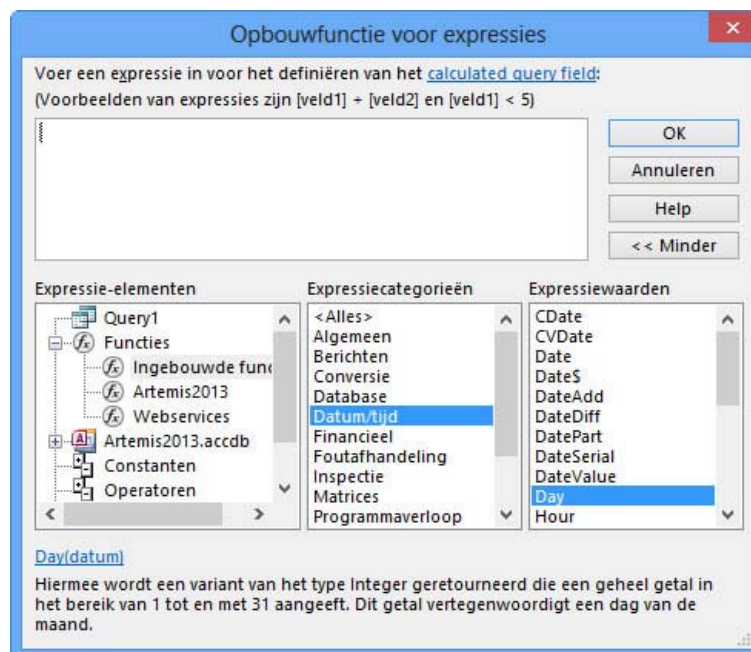 Opbouwfunctie voor expressies
Voer een expressie in voor het definiëren van het calculated query field:
(Voorbeelden van expressies zijn [veld1] + [veld2] en [veld1] < 5)
OK
Annuleren
Help
<< Minder
Expressie-elementen
Query1
Functies
Ingebouwde func
Artemis2013
Webservices
Artemis2013.accdb
Constanten
Operatoren
Expressiecategorieën
<Alles>
Algemeen
Berichten
Conversie
Database
Datum/tijd
Financieel
Foutafhandeling
Inspectie
Matrices
Programmaverloop
Expressiewaarden
CDate
CVDate
Date
Date$
DateAdd
DateDiff
DatePart
DateSerial
DateValue
Day
Hour
Day(datum)
Hiermee wordt een variant van het type Integer geretourneerd die een geheel getal in
het bereik van 1 tot en met 31 aangeeft. Dit getal vertegenwoordigt een dag van de
maand.